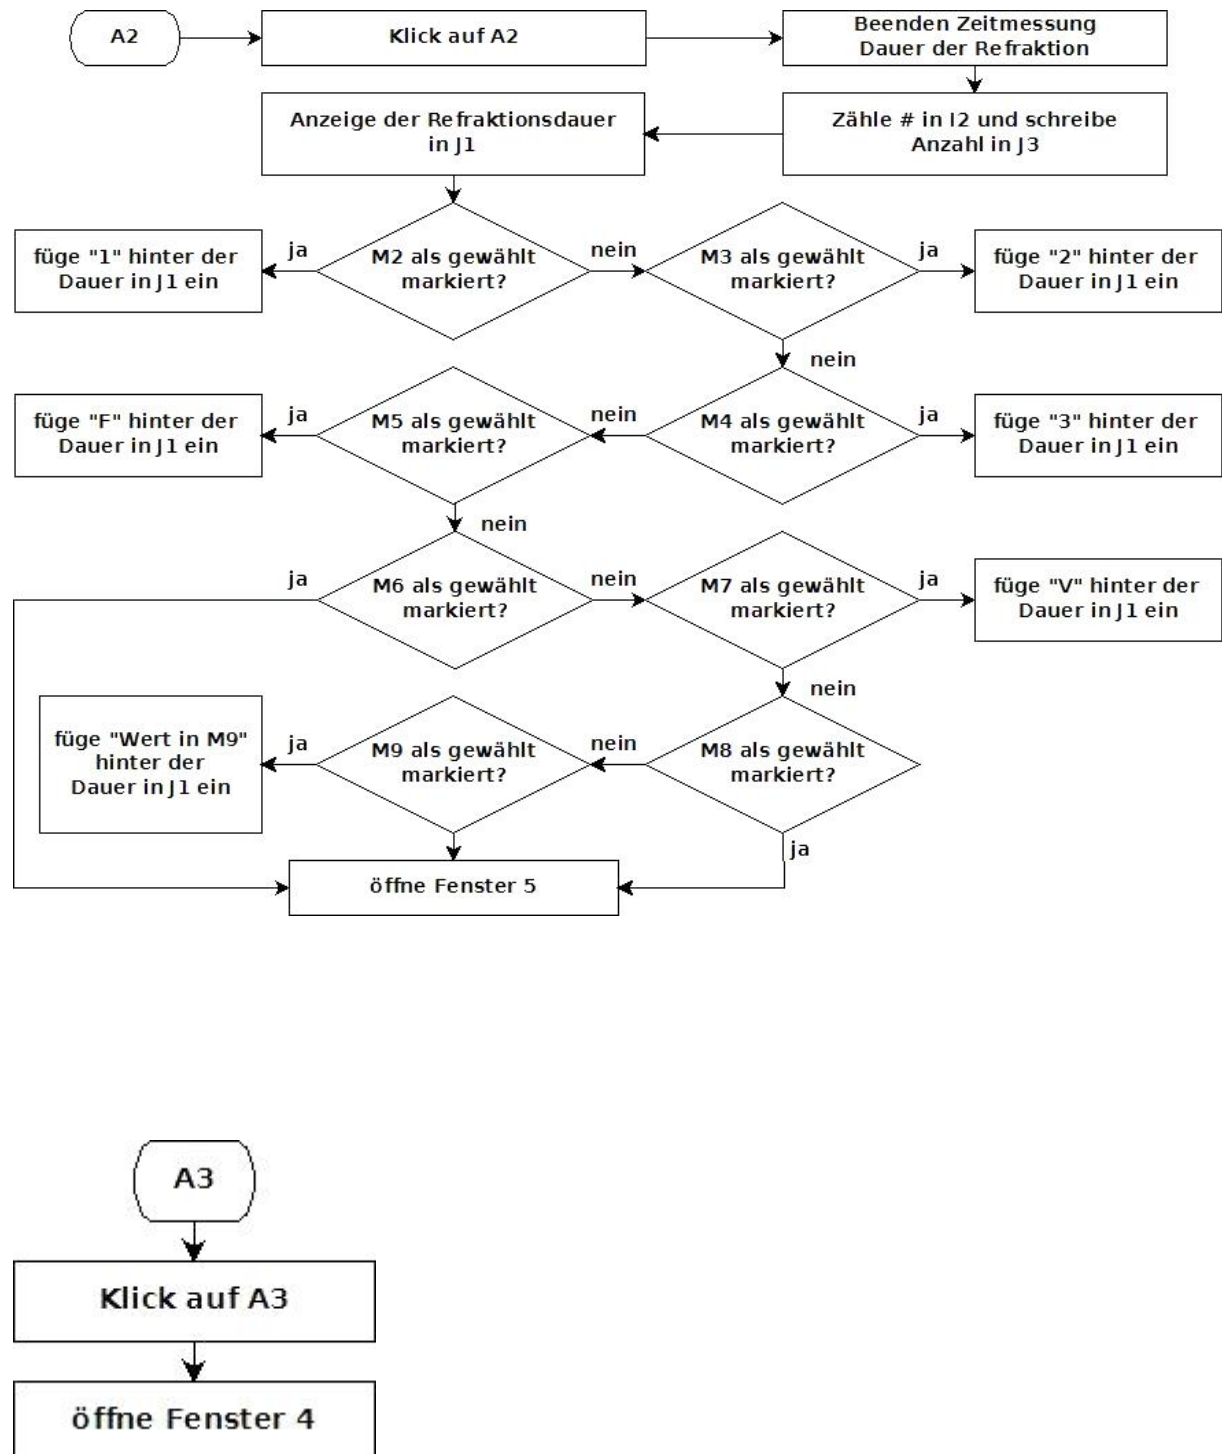 A2
Klick auf A2
Beenden Zeitmessung
Dauer der Refraktion
Anzeige der Refraktionsdauer
in J1
Zähle # in I2 und schreibe
Anzahl in J3
füge "1" hinter der
Dauer in J1 ein
ja
M2 als gewählt
markiert?
nein
M3 als gewählt
markiert?
ja
füge "2" hinter der
Dauer in J1 ein
nein
füge "F" hinter der
Dauer in J1 ein
ja
M5 als gewählt
markiert?
nein
M4 als gewählt
markiert?
ja
füge "3" hinter der
Dauer in J1 ein
nein
ja
M6 als gewählt
markiert?
nein
M7 als gewählt
markiert?
ja
füge "V" hinter der
Dauer in J1 ein
nein
füge "Wert in M9"
hinter der
Dauer in J1 ein
ja
M9 als gewählt
markiert?
nein
M8 als gewählt
markiert?
ja
öffne Fenster 5
A3
Klick auf A3
öffne Fenster 4